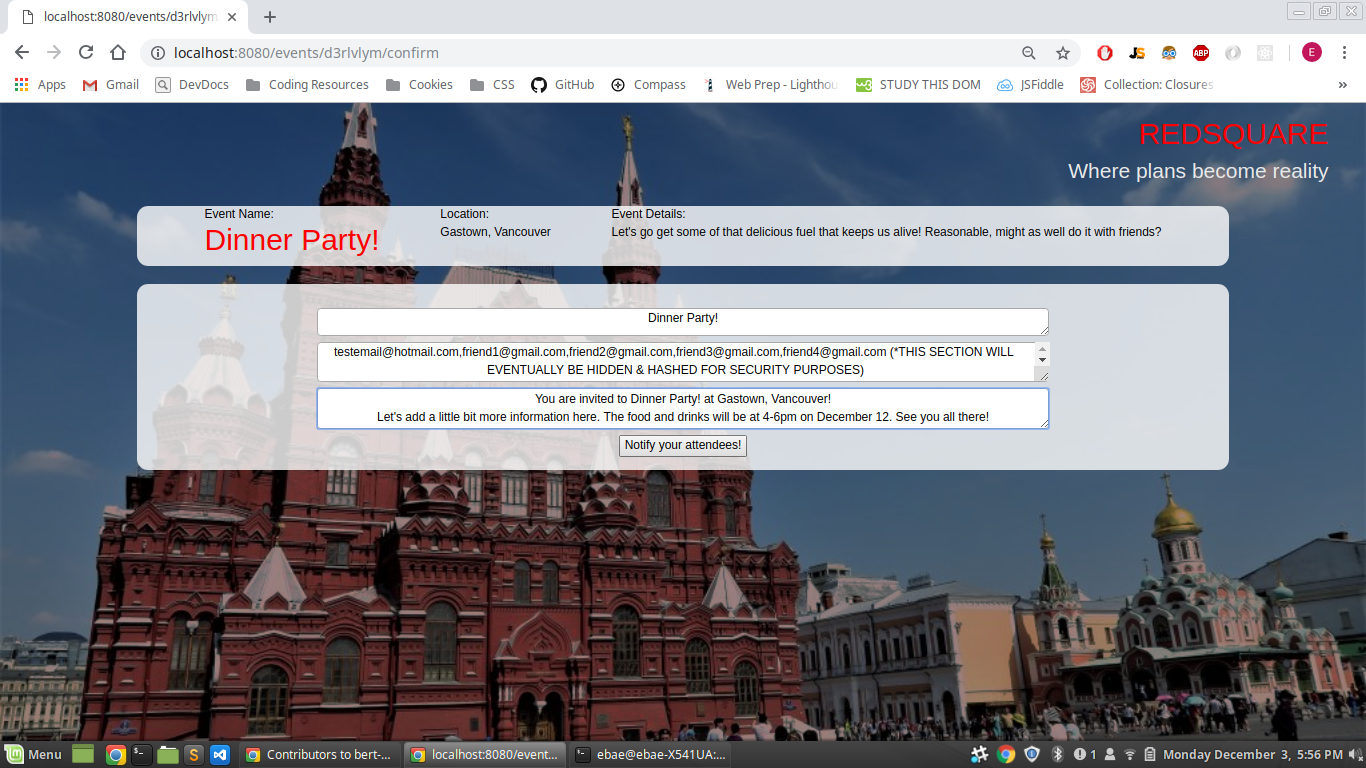 localhost:8080/events/d3rlvlym
localhost:8080/events/d3rlvlym/confirm
ABP
E
Apps
Gmail
DevDocs
Coding Resources
Cookies
CSS
GitHub
Compass
Web Prep - Lighthou
STUDY THIS DOM
JSFiddle
Collection: Closures
»
REDSQUARE
Where plans become reality
Event Name:
Dinner Party!
Location:
Gastown, Vancouver
Event Details:
Let's go get some of that delicious fuel that keeps us alive! Reasonable, might as well do it with friends?
Dinner Party!
testemail@hotmail.com,friend1@gmail.com,friend2@gmail.com,friend3@gmail.com,friend4@gmail.com (*THIS SECTION WILL
EVENTUALLY BE HIDDEN & HASHED FOR SECURITY PURPOSES)
You are invited to Dinner Party! at Gastown, Vancouver!
Let's add a little bit more information here. The food and drinks will be at 4-6pm on December 12. See you all there!
Notify your attendees!
Menu
Contributors to bert-...
localhost:8080/event...
ebae@ebae-X541UA:...
1
Monday December 3, 5:56 PM